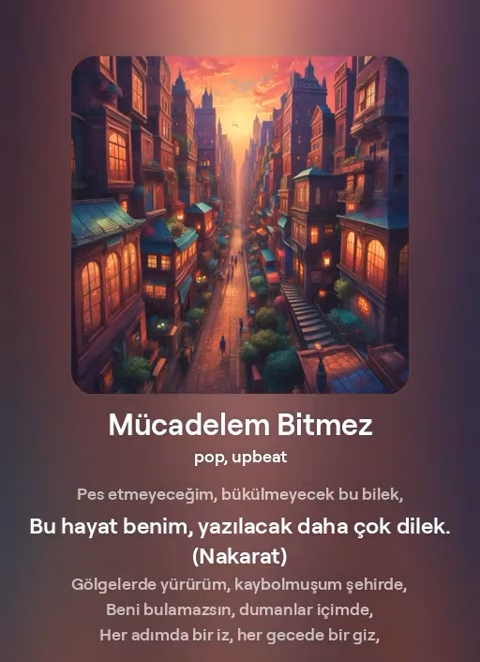 Mücadelem Bitmez
pop, upbeat
Pes etmeyeceğim, bükülmeyecek bu bilek,
Bu hayat benim, yazılacak daha çok dilek.
(Nakarat)
Gölgelerde yürürüm, kaybolmuşum şehirde,
Beni bulamazsın, dumanlar içimde,
Her adımda bir iz, her gecede bir giz,